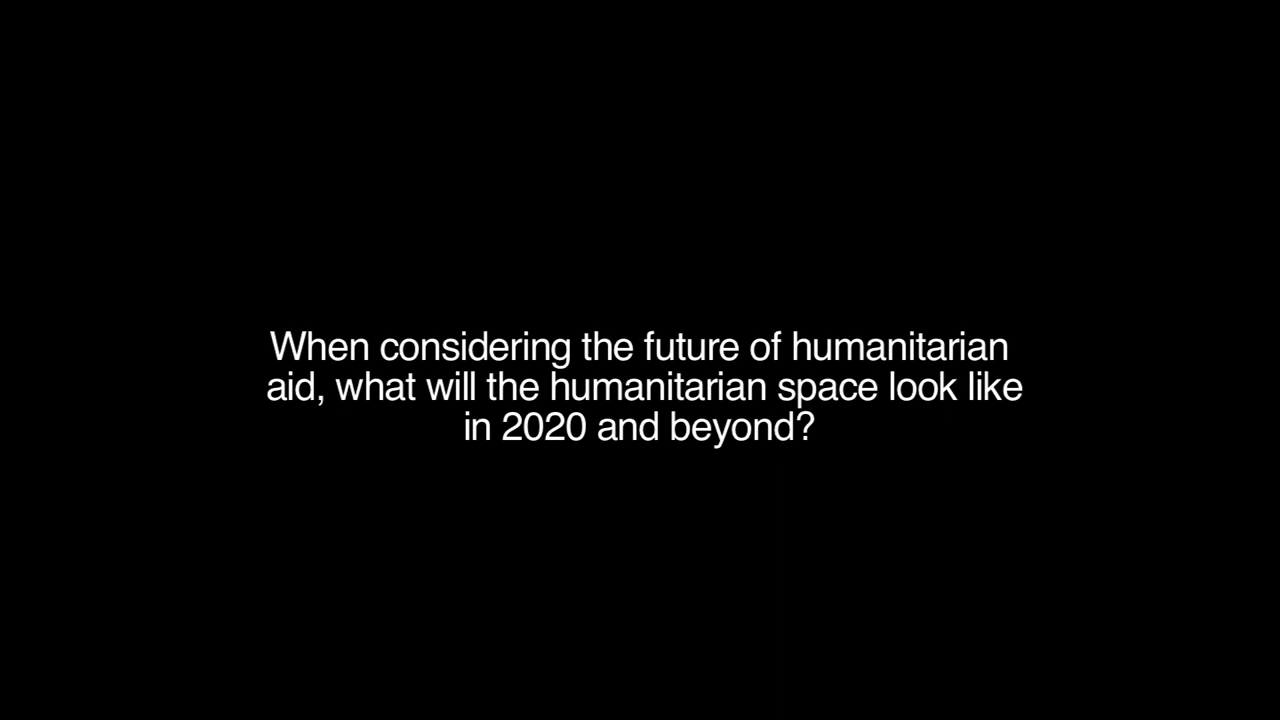 When considering the future of humanitarian
aid, what will the humanitarian space look like
in 2020 and beyond?